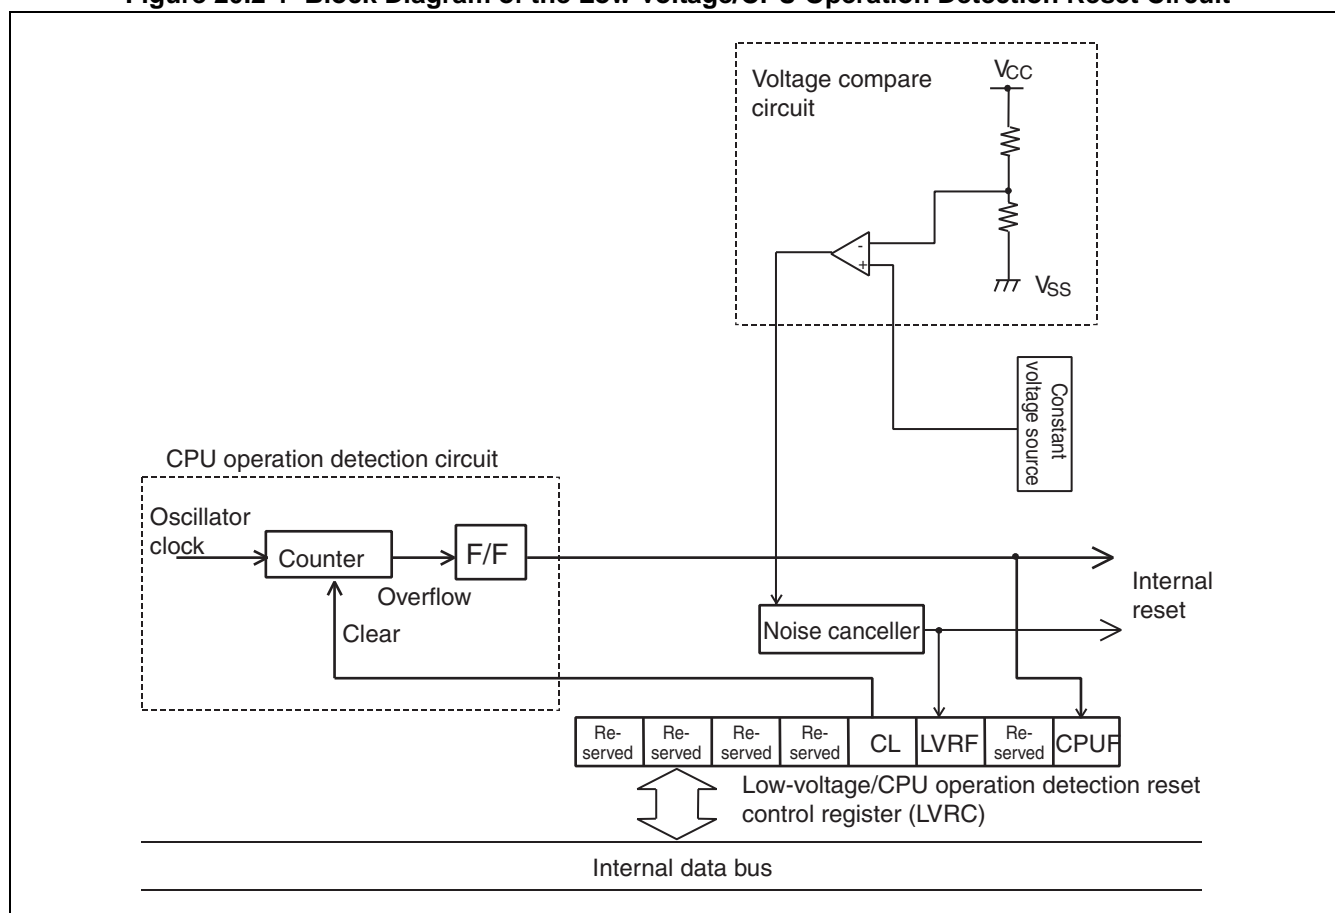 Voltage compare
circuit
VCC
-
+
VSS
Constant
voltage source
CPU operation detection circuit
Oscillator
clock
Counter
Overflow
F/F
Clear
Internal
reset
Noise canceller
Re-
served
Re-
served
Re-
served
Re-
served
CL
LVRF
Re-
served
CPUF
Low-voltage/CPU operation detection reset
control register (LVRC)
Internal data bus